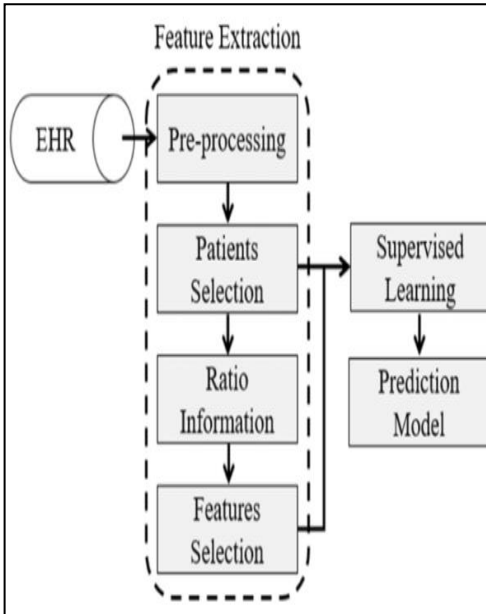 Feature Extraction
EHR
Pre-processing
Patients
Selection
Supervised
Learning
Ratio
Information
Prediction
Model
Features
Selection